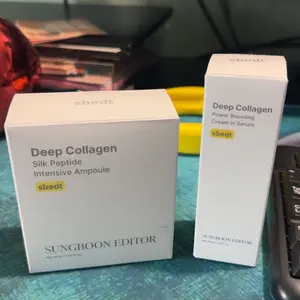 sbedt
Deep Collagen
Silk Peptide
Intensive Ampoule
sbedt
SUNGBOON EDITOR
sbedt
Deep Collagen
Power Boosting
Cream in Serum
sbedt
SUNGBOON EDITOR